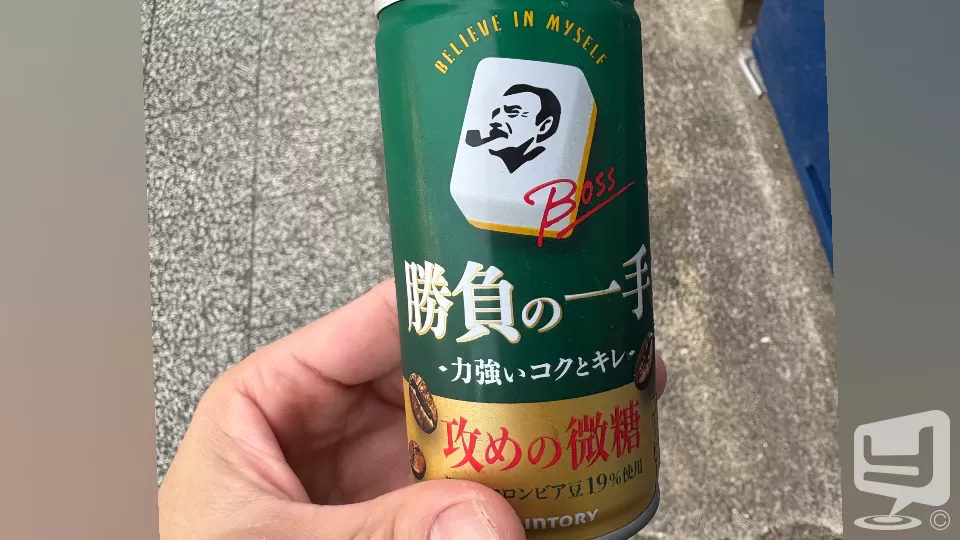 BELIEVE IN MYSELF
BOSS
勝負の一手
-力強いコクとキレ-
攻めの微糖
ロンビア豆19%使用
UNTORY